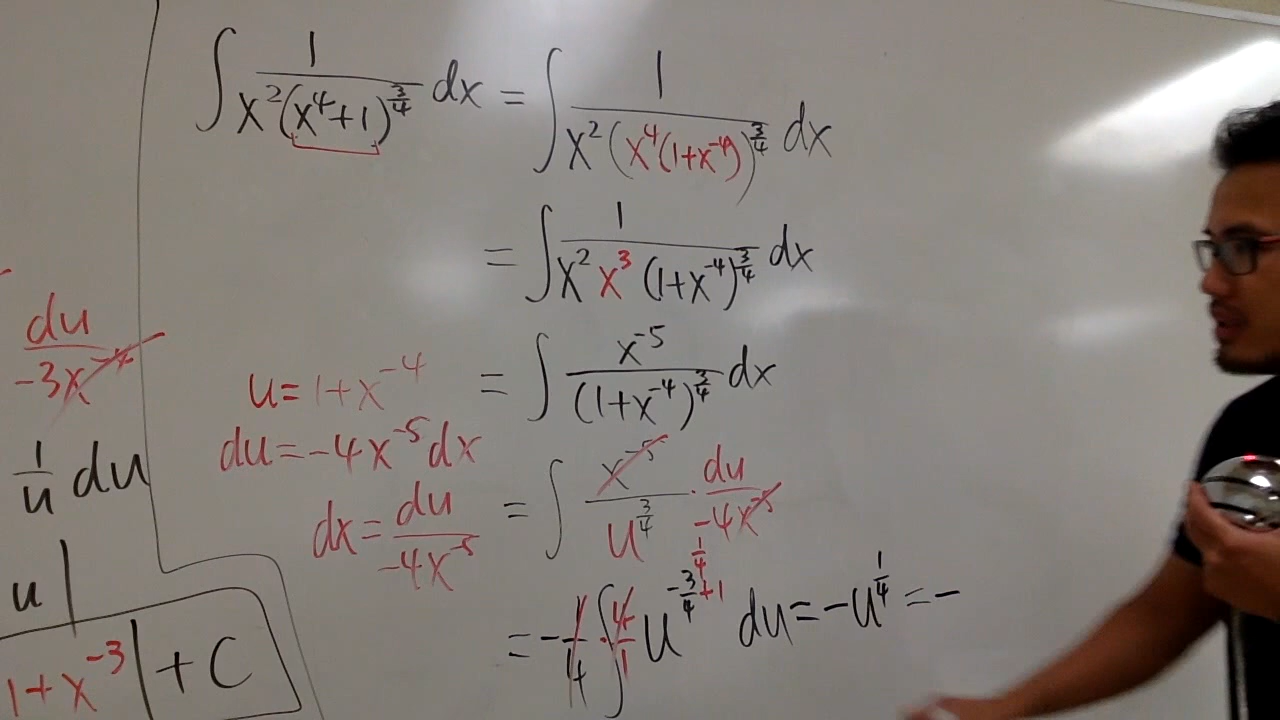 ∫ 1/(x²(x⁴+1)^(3/4)) dx = ∫ 1/(x²(x⁴(1+x⁻⁴))^(3/4)) dx
= ∫ 1/(x² x³ (1+x⁻⁴)^(3/4)) dx
du/(-3x⁻⁴)
u = 1+x⁻⁴ = ∫ x⁻⁵/(1+x⁻⁴)^(3/4) dx
1/u du
du = -4x⁻⁵dx
dx = du/(-4x⁻⁵) = ∫ x⁻⁵/u^(3/4) · du/(-4x⁻⁵)
u|
= -1/4 · 4/1 ∫ u^(-3/4+1) 1/4 du = -u^(1/4) = -
1+x⁻³| + C